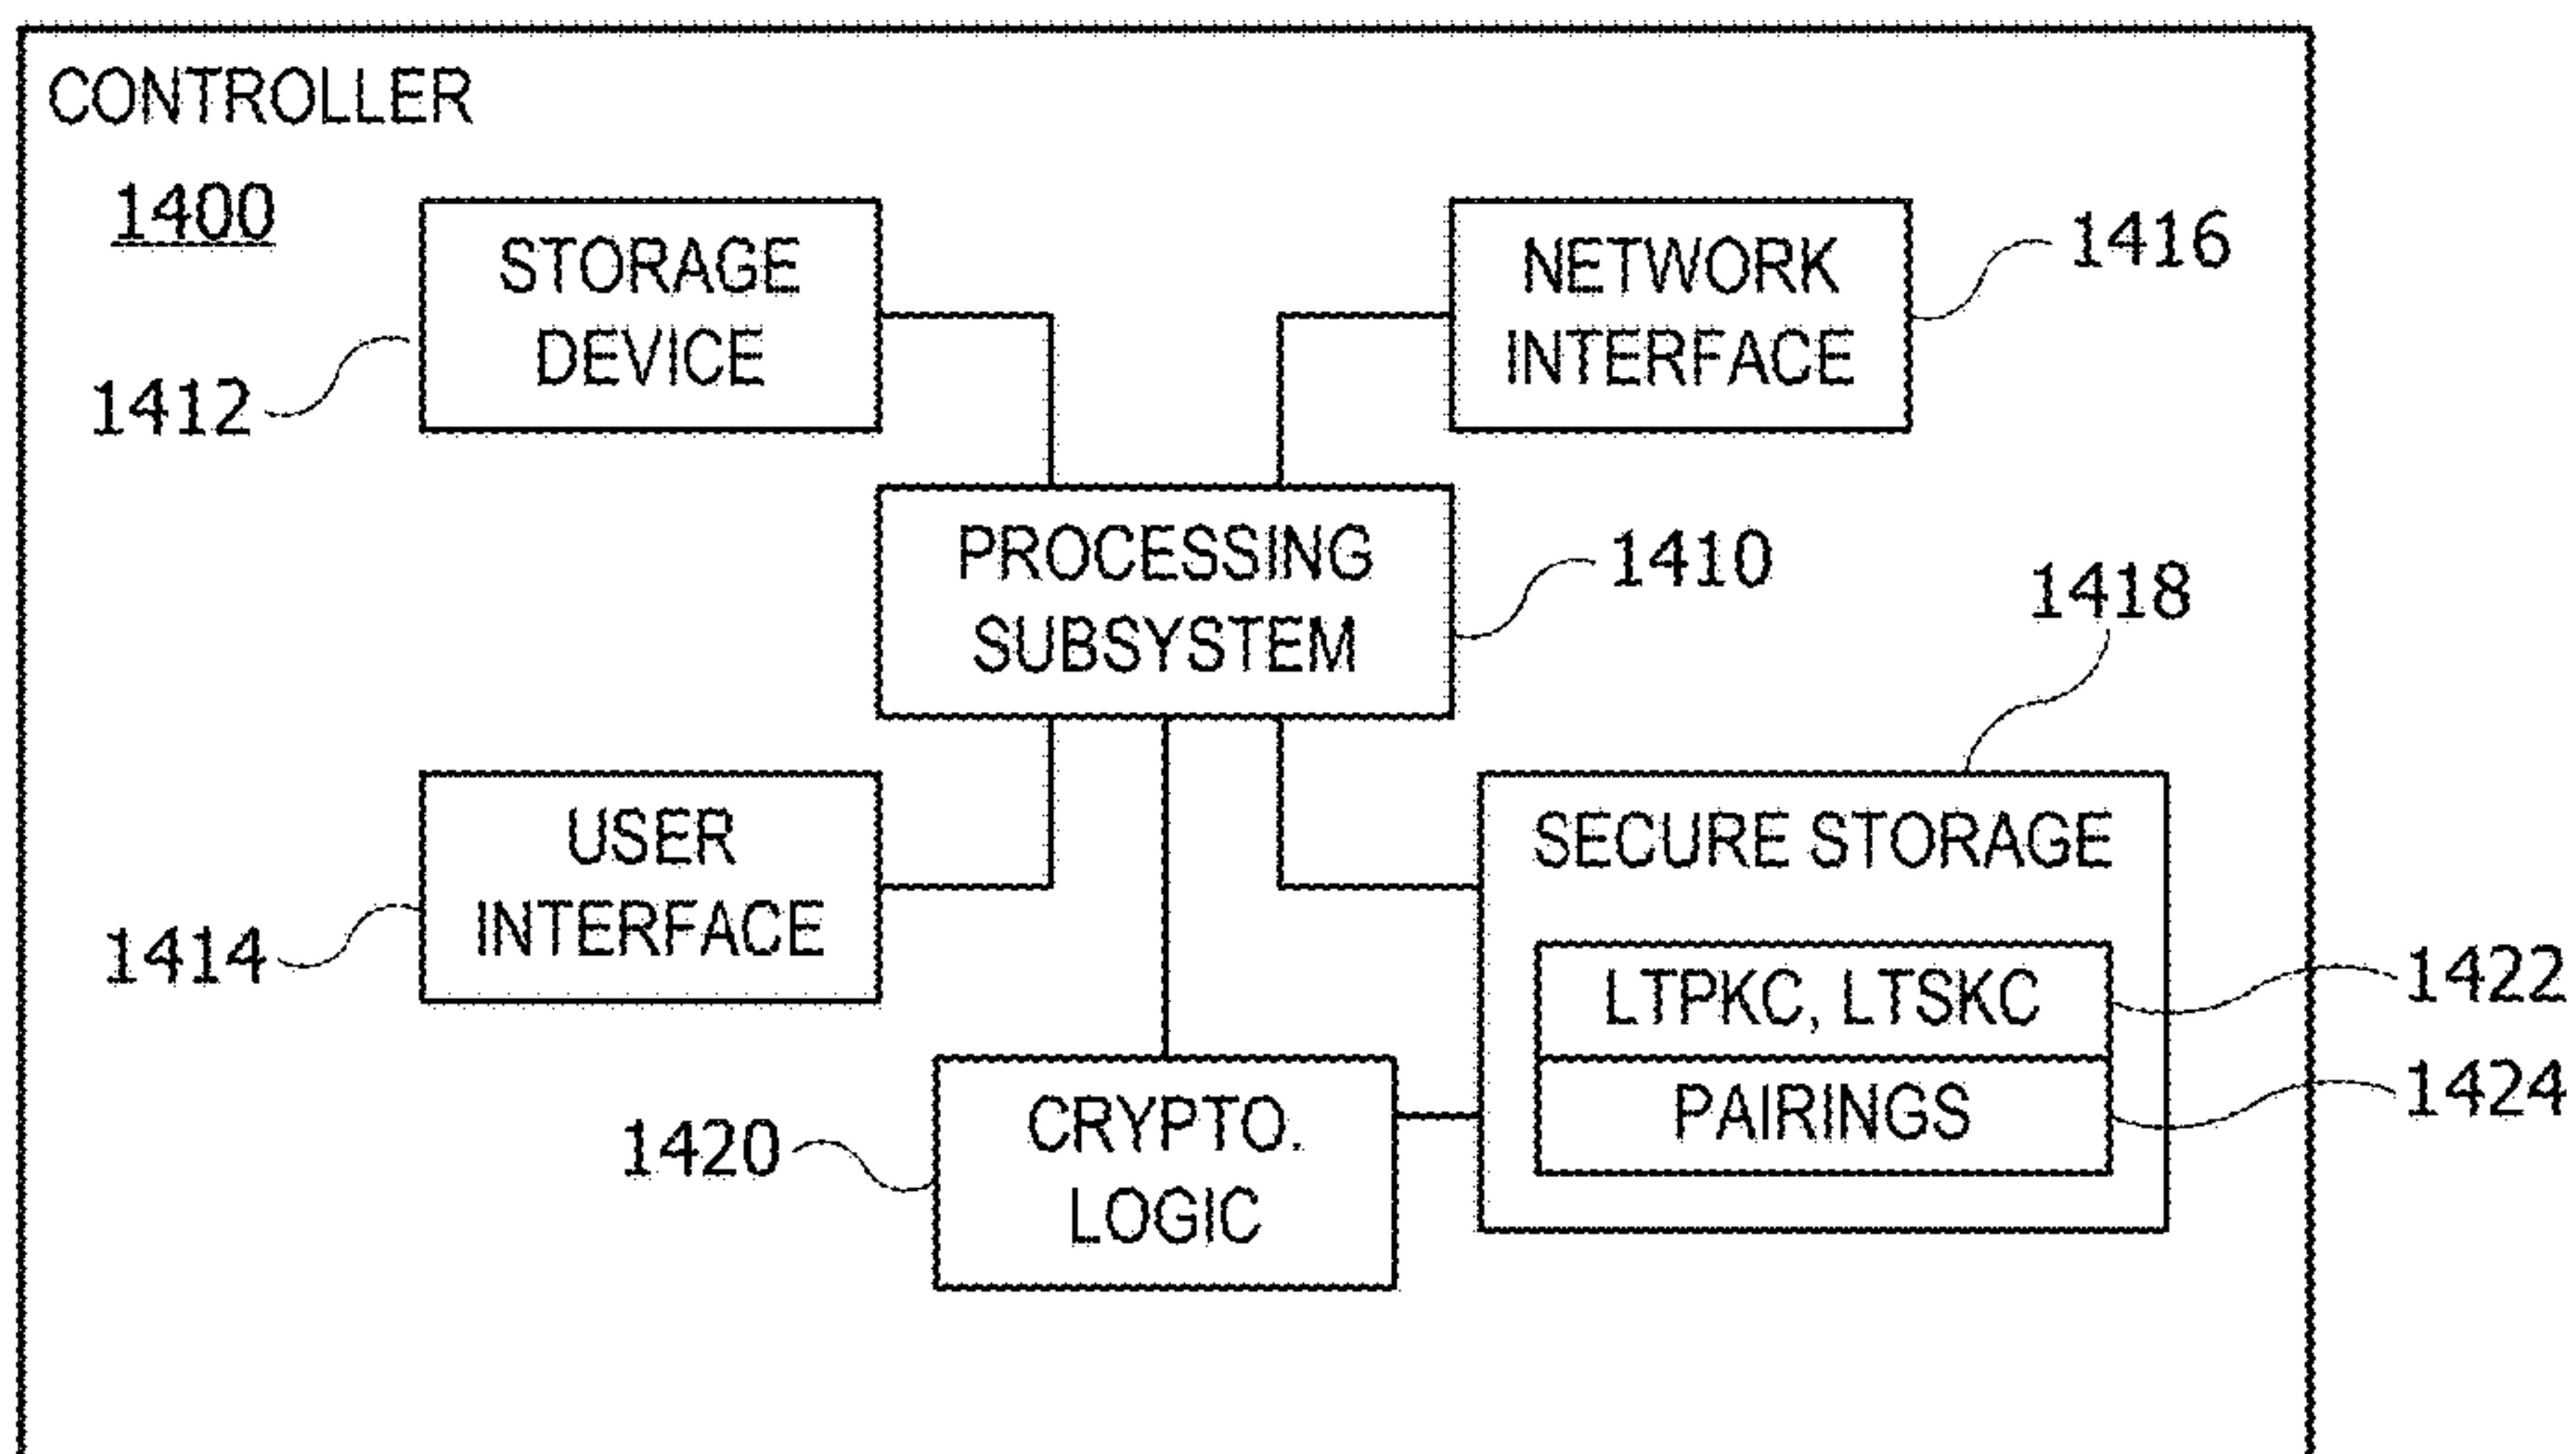 CONTROLLER
1400
STORAGE
DEVICE
1412
NETWORK
INTERFACE
1416
PROCESSING
SUBSYSTEM
1410
1418
USER
INTERFACE
1414
SECURE STORAGE
LTPKC, LTSKC
1422
PAIRINGS
1424
CRYPTO.
LOGIC
1420